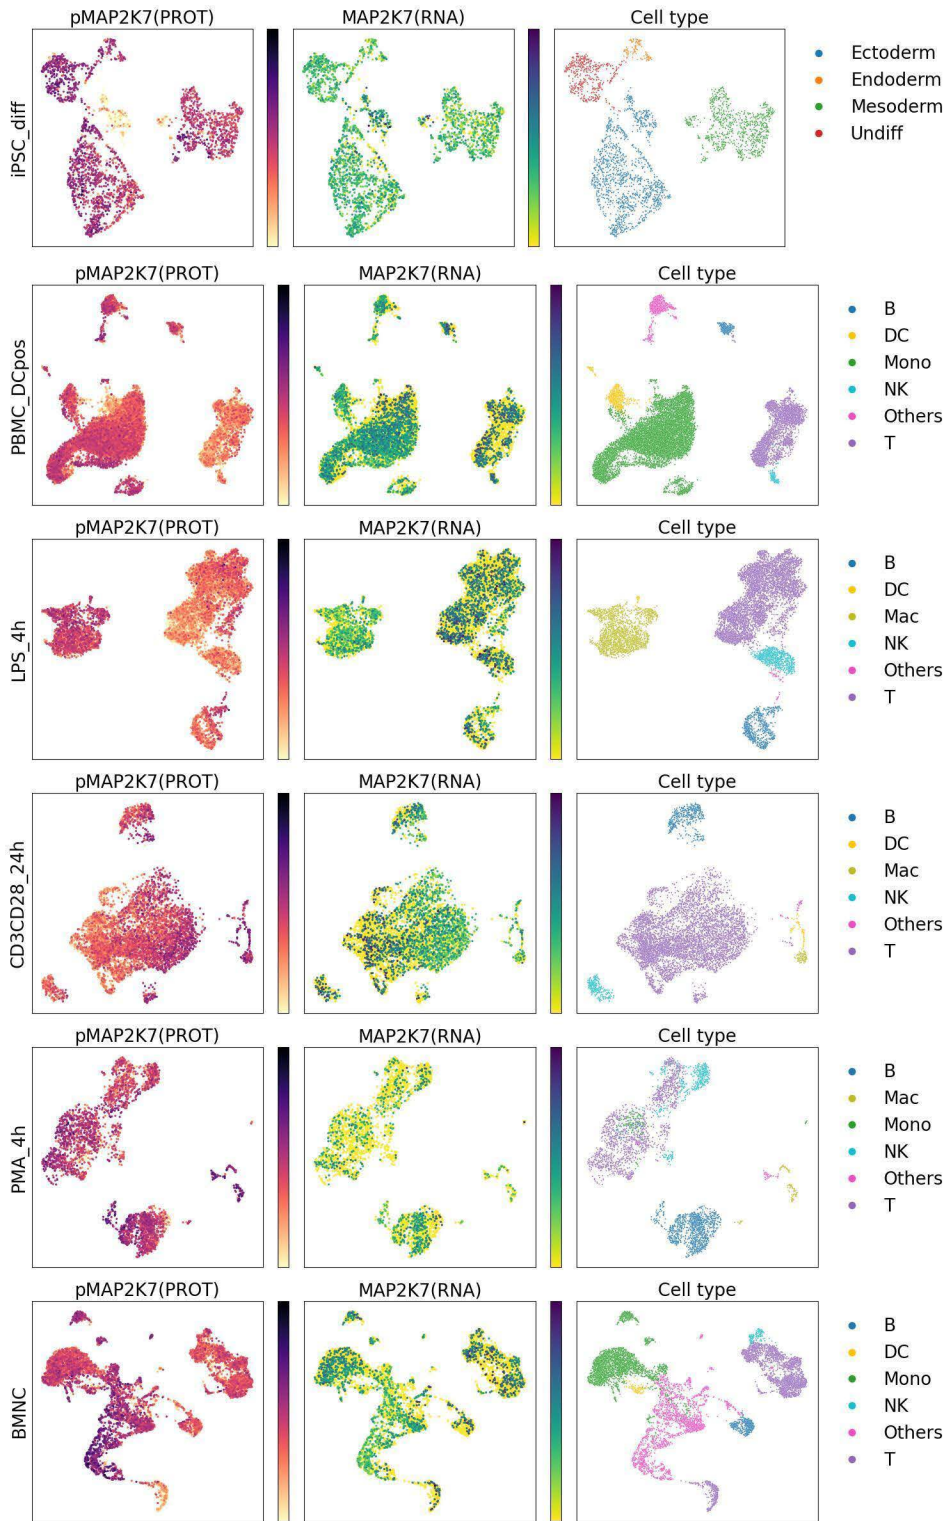 pMAP2K7(PROT)
MAP2K7(RNA)
Cell type
iPSC_diff
Ectoderm
Endoderm
Mesoderm
Undiff
pMAP2K7(PROT)
MAP2K7(RNA)
Cell type
PBMC_DCpos
B
DC
Mono
NK
Others
T
pMAP2K7(PROT)
MAP2K7(RNA)
Cell type
LPS_4h
B
DC
Mac
NK
Others
T
pMAP2K7(PROT)
MAP2K7(RNA)
Cell type
CD3CD28_24h
B
DC
Mac
NK
Others
T
pMAP2K7(PROT)
MAP2K7(RNA)
Cell type
PMA_4h
B
Mac
Mono
NK
Others
T
pMAP2K7(PROT)
MAP2K7(RNA)
Cell type
BMNC
B
DC
Mono
NK
Others
T